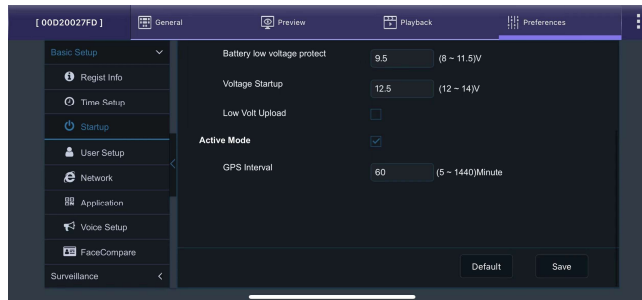 [ 00D20027FD ] General Preview Playback Preferences
Basic Setup
Regist Info
Time Setup
Startup
User Setup
Network
Application
Voice Setup
FaceCompare
Surveillance
Battery low voltage protect 9.5 (8 ~ 11.5)V
Voltage Startup 12.5 (12 ~ 14)V
Low Volt Upload
Active Mode
GPS Interval 60 (5 ~ 1440)Minute
Default Save